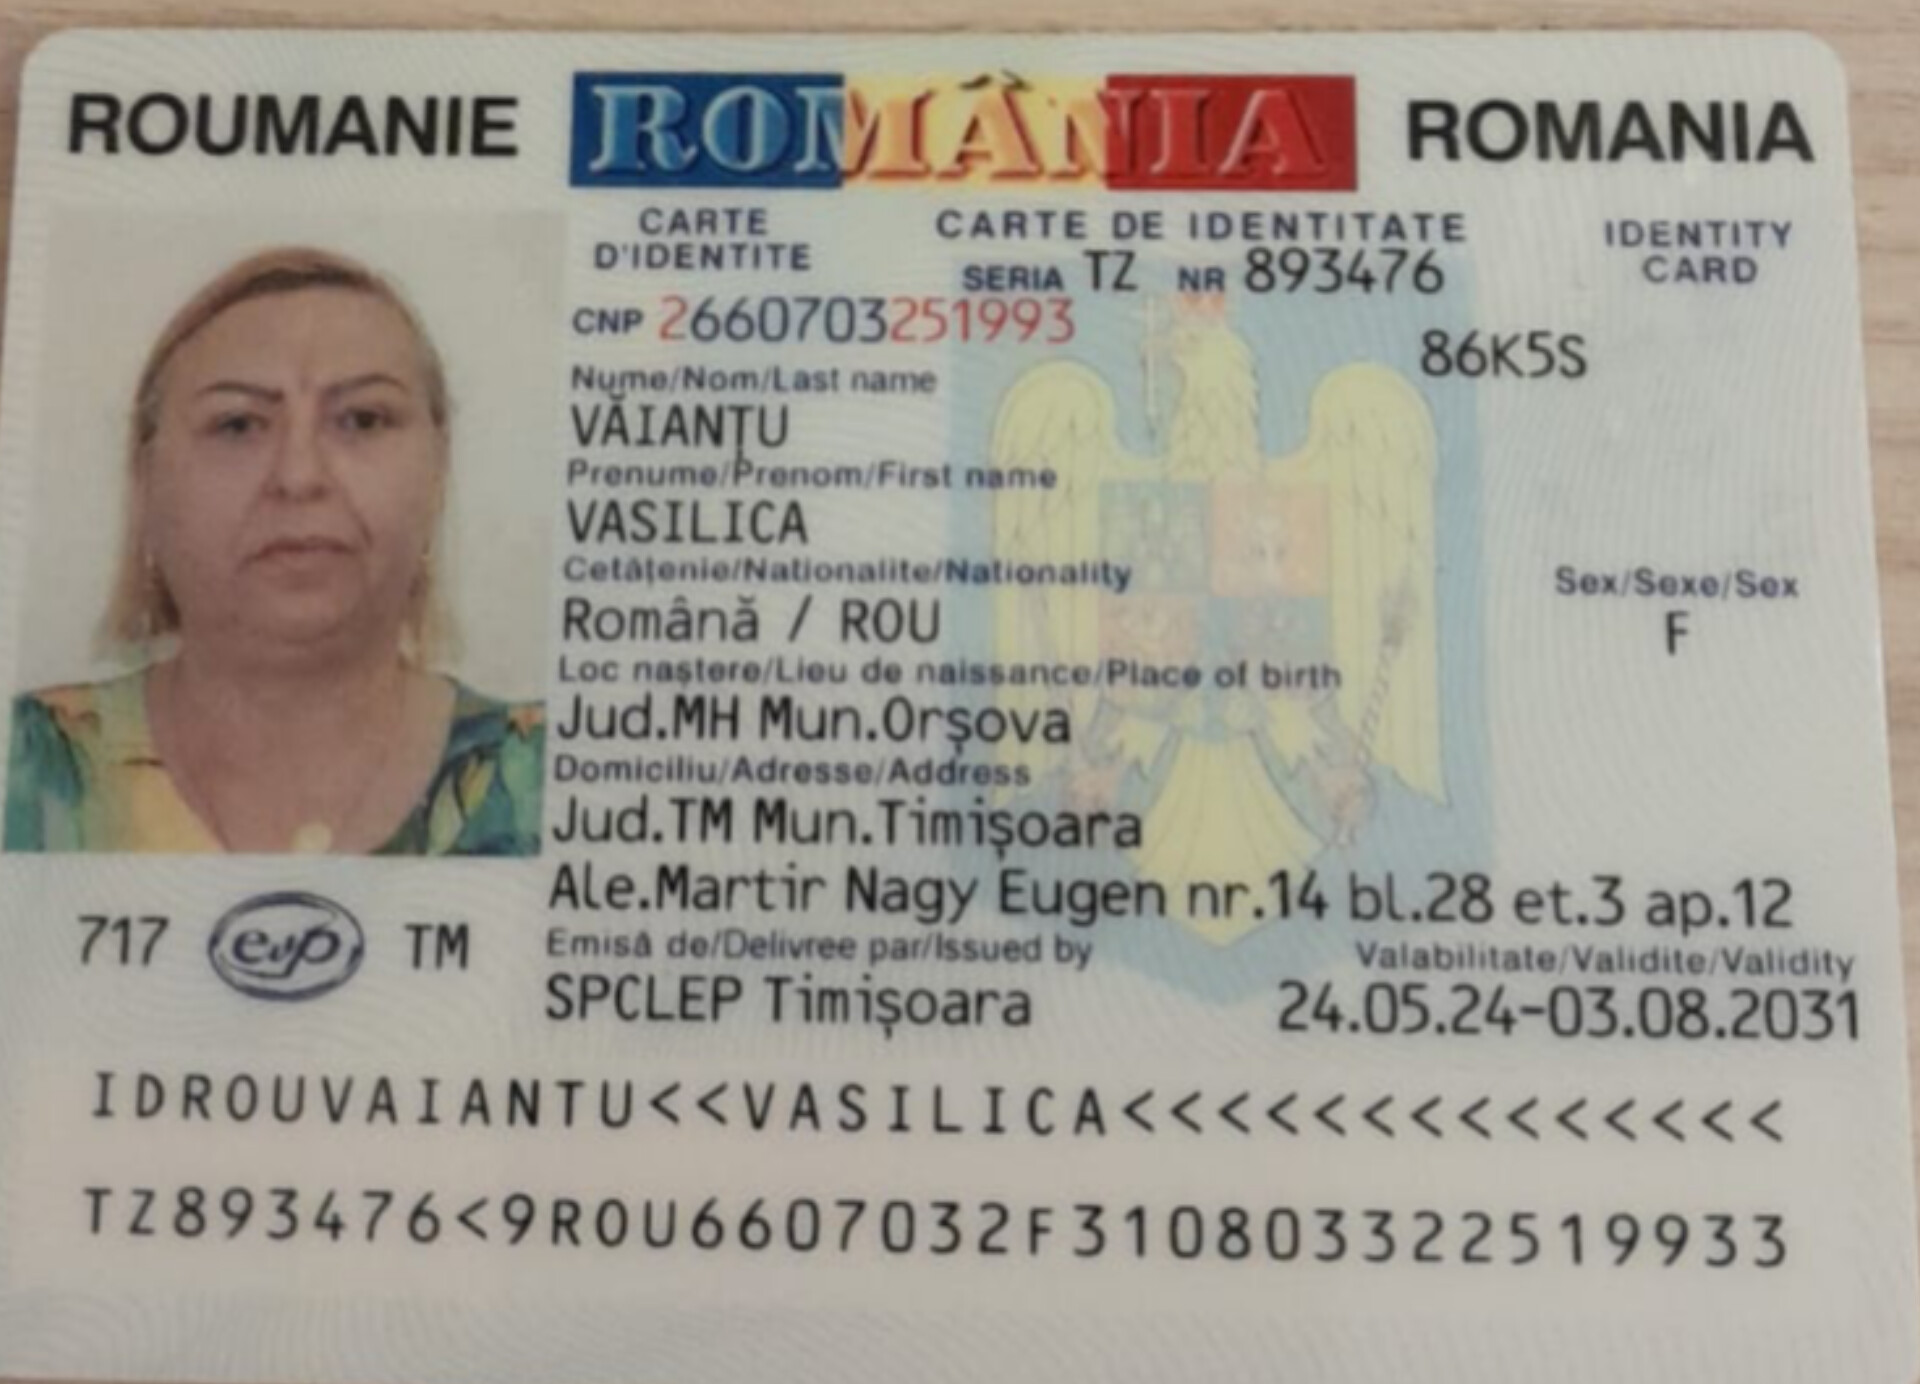 ROUMANIE ROMÂNIA ROMANIA
CARTE D'IDENTITE
CARTE DE IDENTITATE
IDENTITY CARD
SERIA TZ NR 893476
CNP 2660703251993
86K5S
Nume/Nom/Last name
VĂIANȚU
Prenume/Prenom/First name
VASILICA
Cetățenie/Nationalite/Nationality
Română / ROU
Sex/Sexe/Sex
F
Loc naștere/Lieu de naissance/Place of birth
Jud.MH Mun.Orșova
Domiciliu/Adresse/Address
Jud.TM Mun.Timișoara
Ale.Martir Nagy Eugen nr.14 bl.28 et.3 ap.12
717 evp TM
Emisă de/Delivree par/Issued by
SPCLEP Timișoara
Valabilitate/Validite/Validity
24.05.24-03.08.2031
IDROUVAIANTU<<VASILICA<<<<<<<<<<<<<<
TZ893476<9ROU6607032F310803322519933